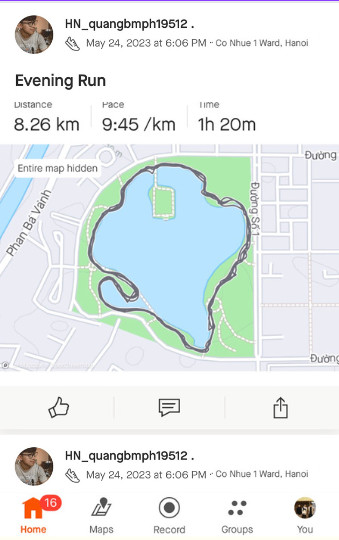 HN_quangbmph19512 .
May 24, 2023 at 6:06 PM · Co Nhue 1 Ward, Hanoi
Evening Run
Distance Pace Time
8.26 km 9:45 /km 1h 20m
Entire map hidden
Đường
Phan Bá Vành
Đường Số 1
Đường
HN_quangbmph19512 .
May 24, 2023 at 6:06 PM · Co Nhue 1 Ward, Hanoi
16
Home Maps Record Groups You